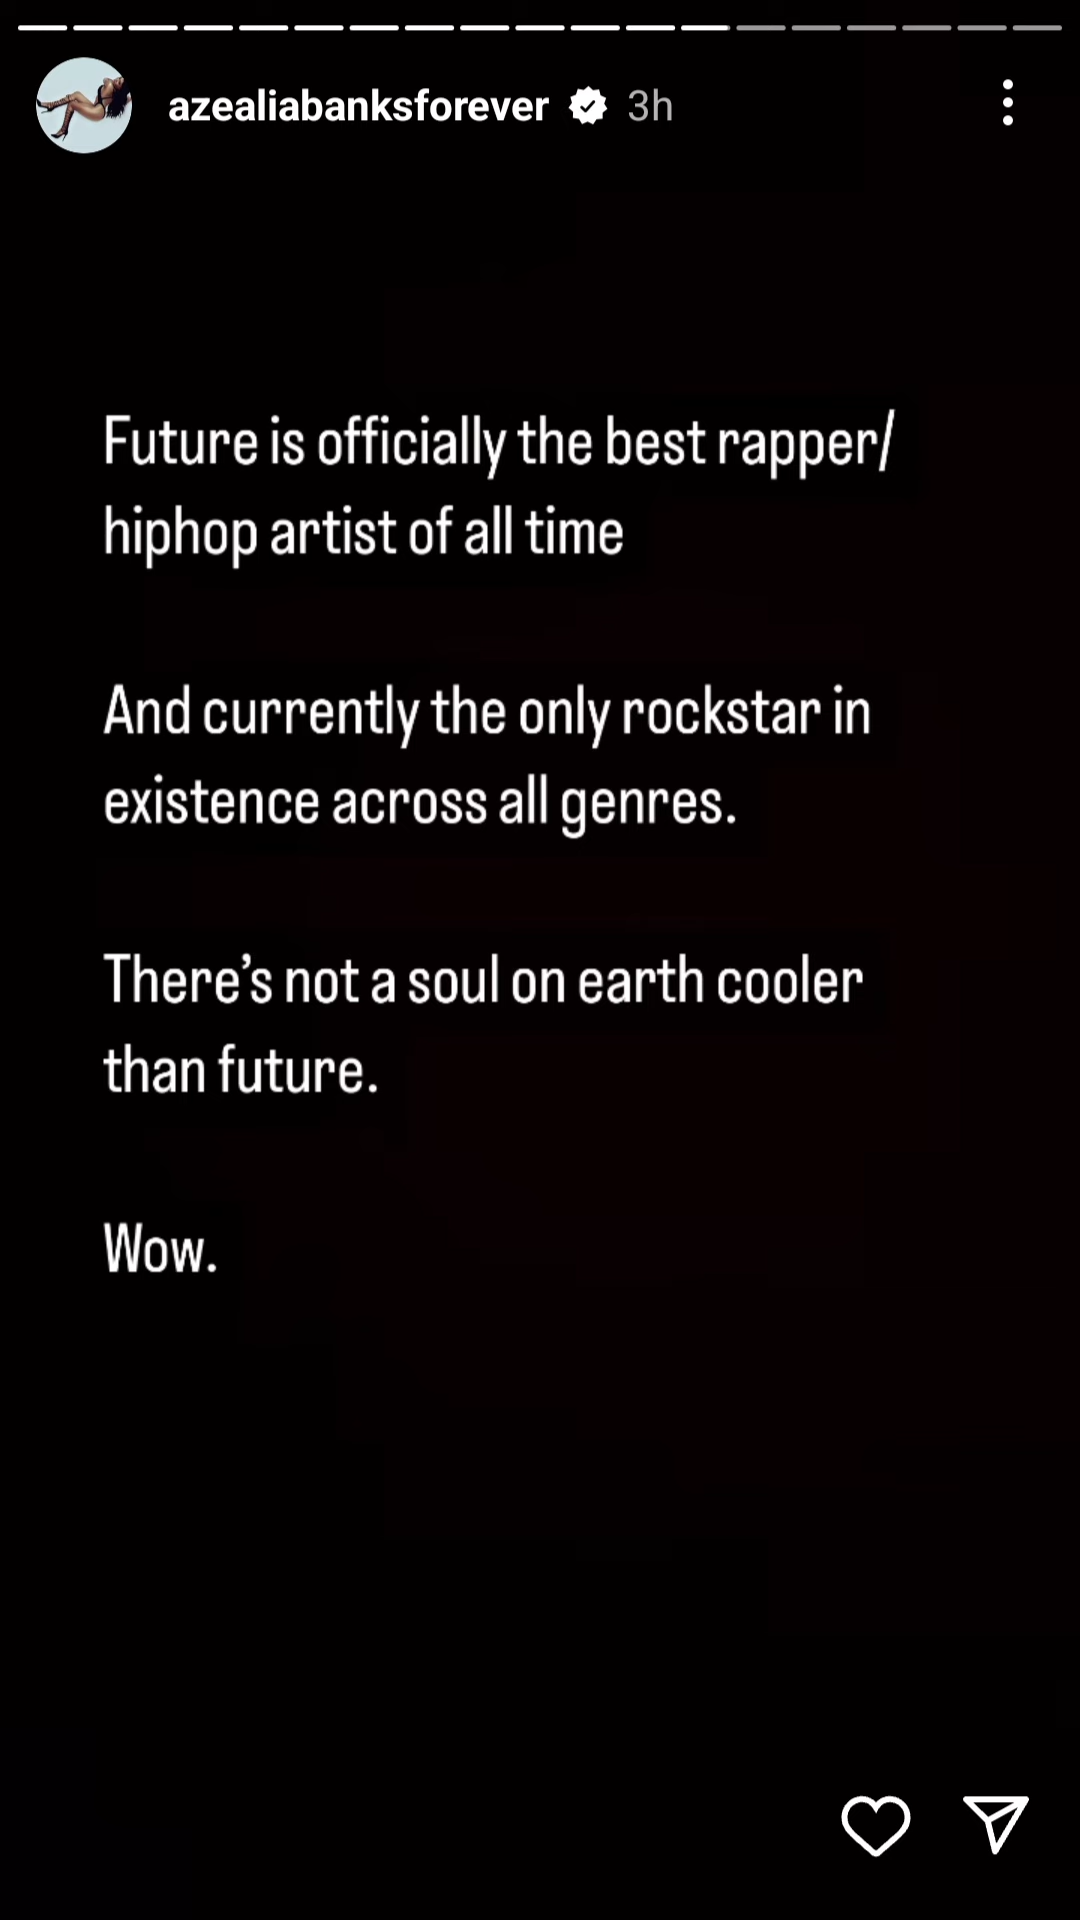 azealiabanksforever 3h
Future is officially the best rapper/
hiphop artist of all time
And currently the only rockstar in
existence across all genres.
There’s not a soul on earth cooler
than future.
Wow.